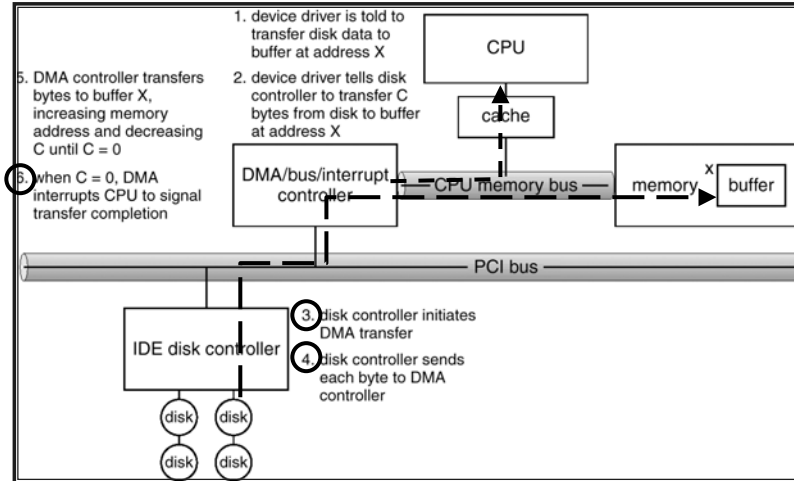 1. device driver is told to
transfer disk data to
buffer at address X
2. device driver tells disk
controller to transfer C
bytes from disk to buffer
at address X
5. DMA controller transfers
bytes to buffer X,
increasing memory
address and decreasing
C until C = 0
6. when C = 0, DMA
interrupts CPU to signal
transfer completion
CPU
cache
DMA/bus/interrupt
controller
CPU memory bus
memory
x
buffer
PCI bus
IDE disk controller
3. disk controller initiates
DMA transfer
4. disk controller sends
each byte to DMA
controller
disk
disk
disk
disk